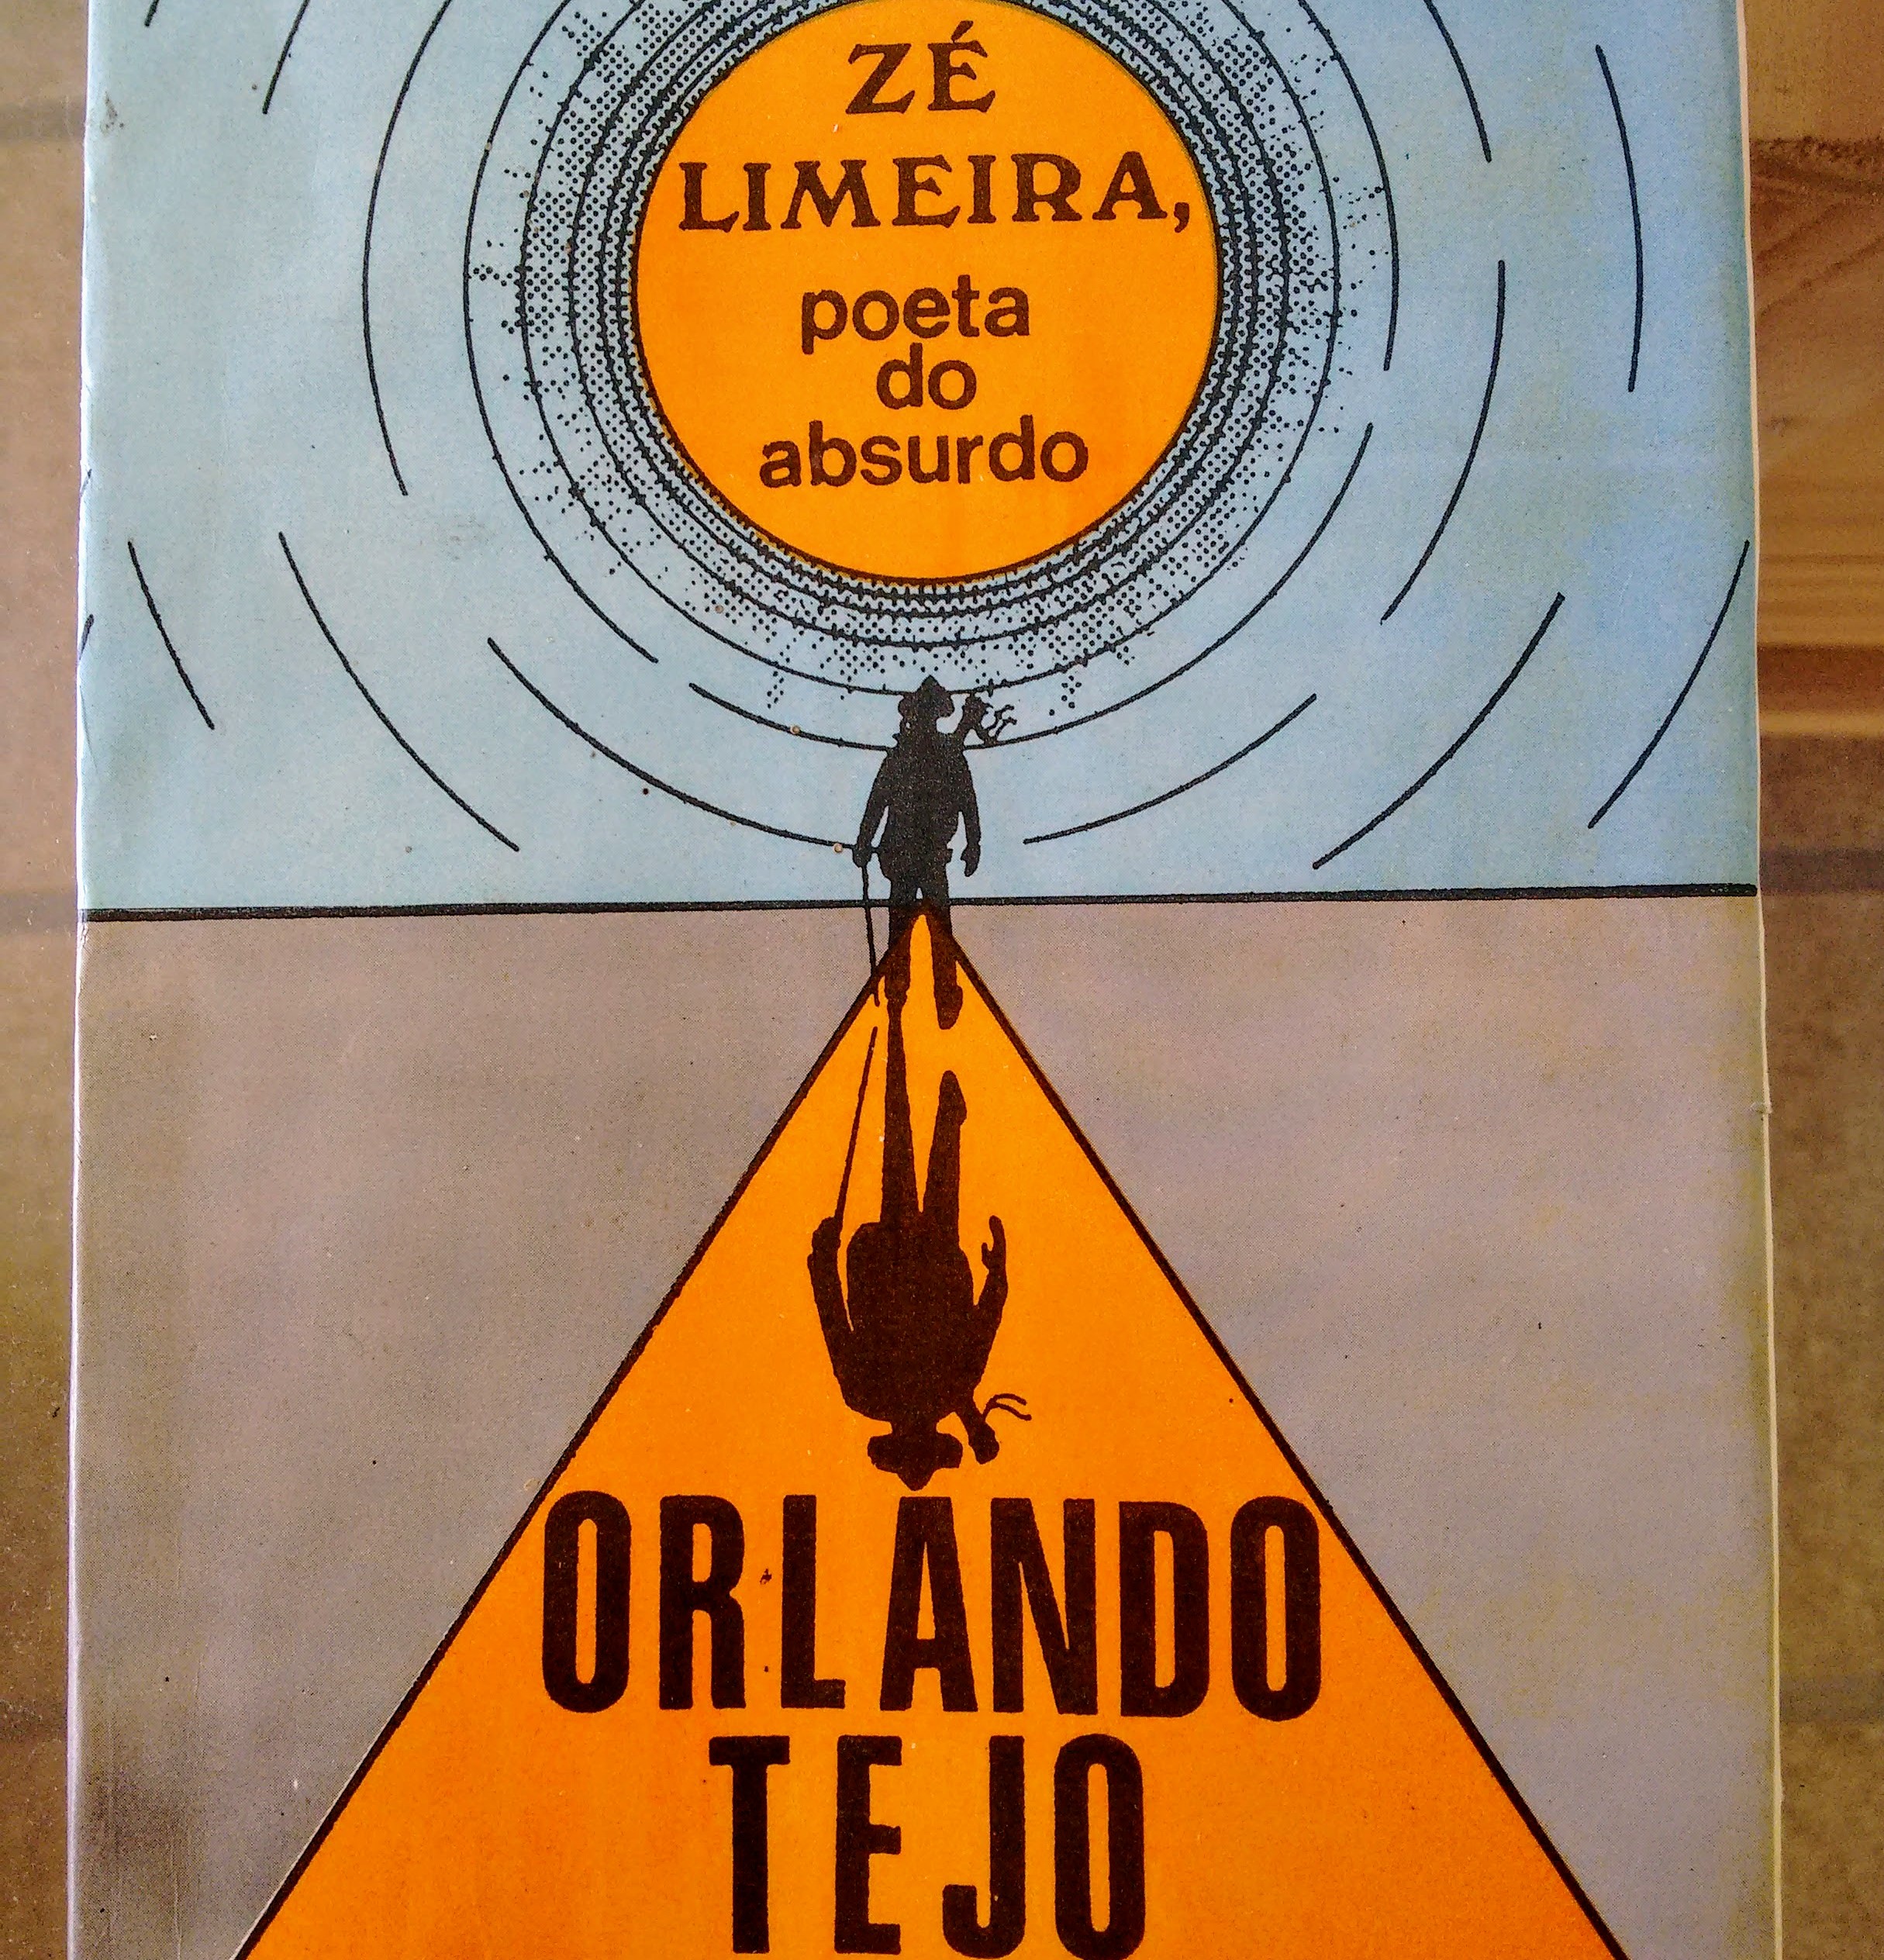 ZÉ
LIMEIRA,
poeta
do
absurdo
ORLANDO
TEJO